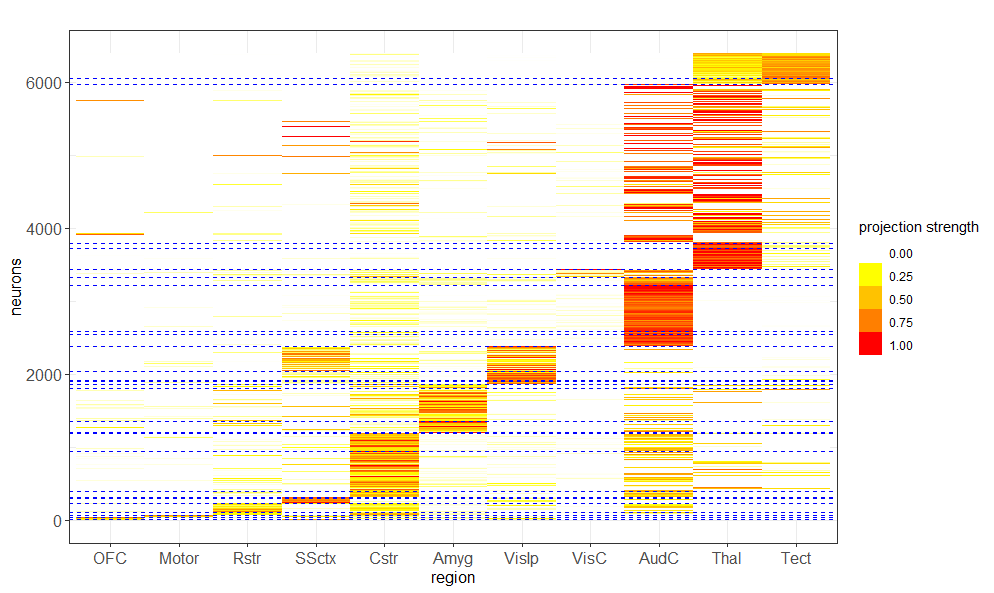 6000
4000
2000
0
neurons
OFC Motor Rstr SSctx Cstr Amyg VisIp VisC AudC Thal Tect
region
projection strength
0.00
0.25
0.50
0.75
1.00